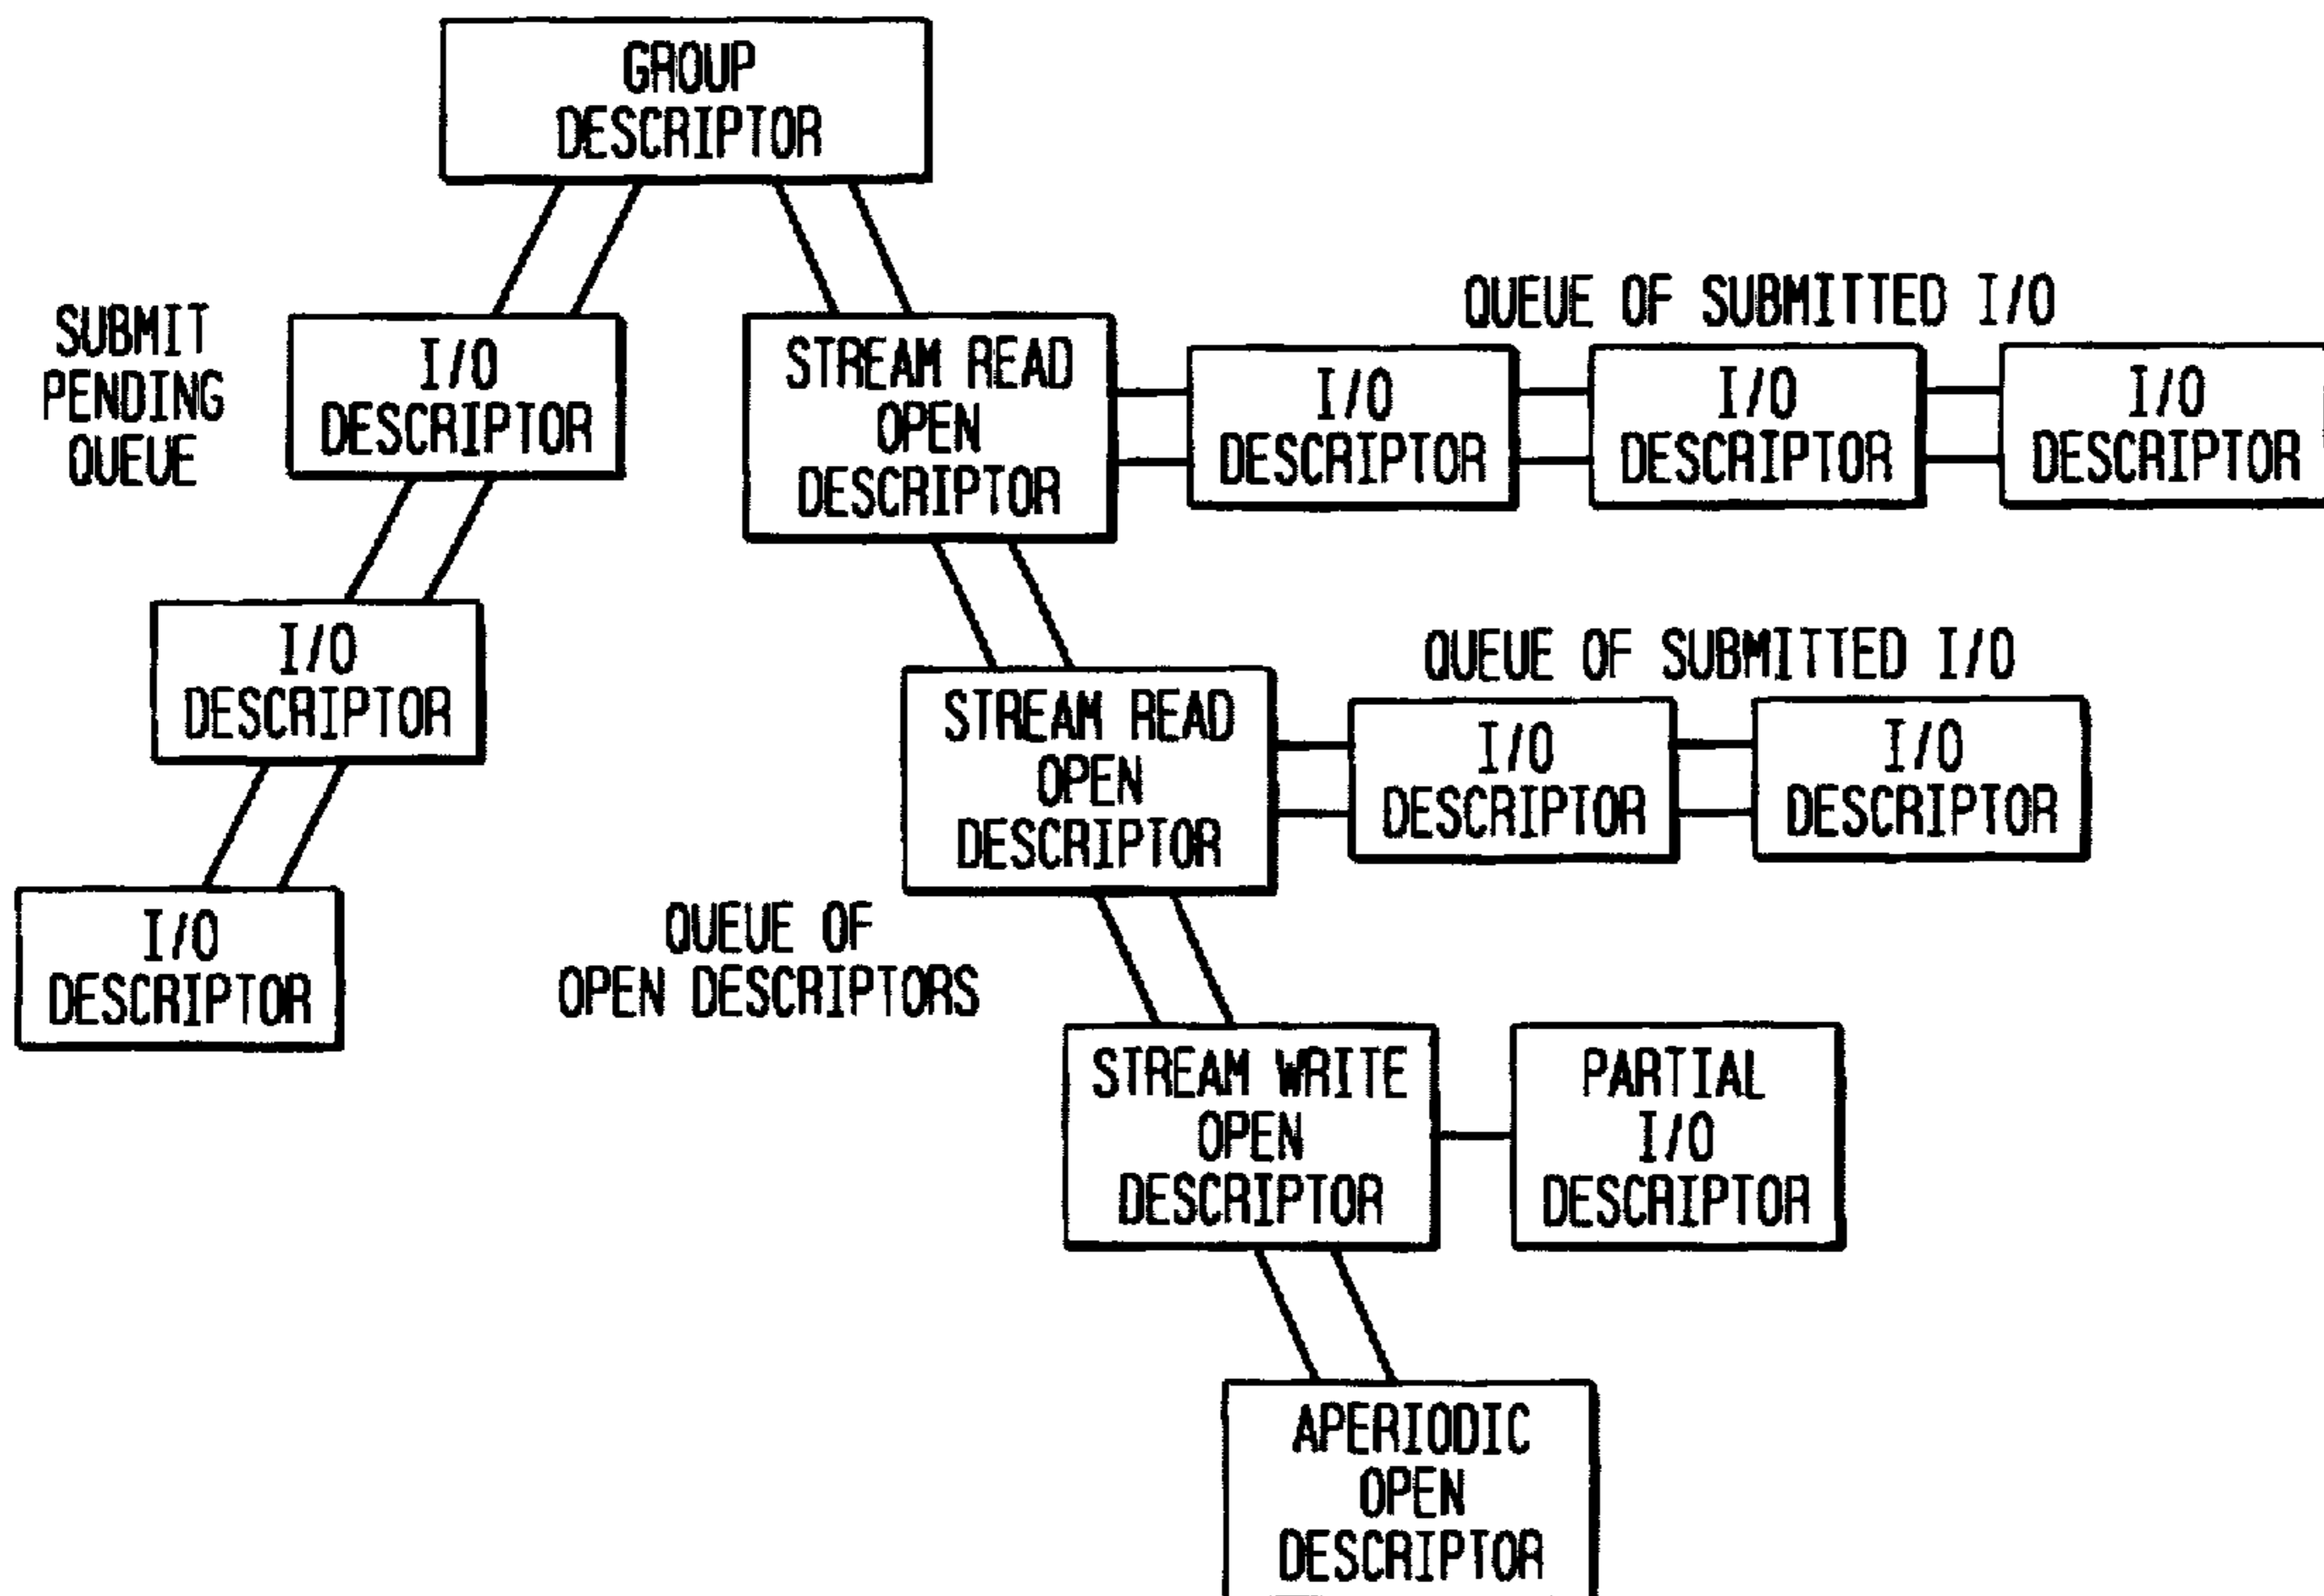 GROUP
DESCRIPTOR
SUBMIT
PENDING
QUEUE
I/O
DESCRIPTOR
STREAM READ
OPEN
DESCRIPTOR
QUEUE OF SUBMITTED I/O
I/O
DESCRIPTOR
I/O
DESCRIPTOR
I/O
DESCRIPTOR
I/O
DESCRIPTOR
STREAM READ
OPEN
DESCRIPTOR
QUEUE OF SUBMITTED I/O
I/O
DESCRIPTOR
I/O
DESCRIPTOR
I/O
DESCRIPTOR
QUEUE OF
OPEN DESCRIPTORS
STREAM WRITE
OPEN
DESCRIPTOR
PARTIAL
I/O
DESCRIPTOR
APERIODIC
OPEN
DESCRIPTOR